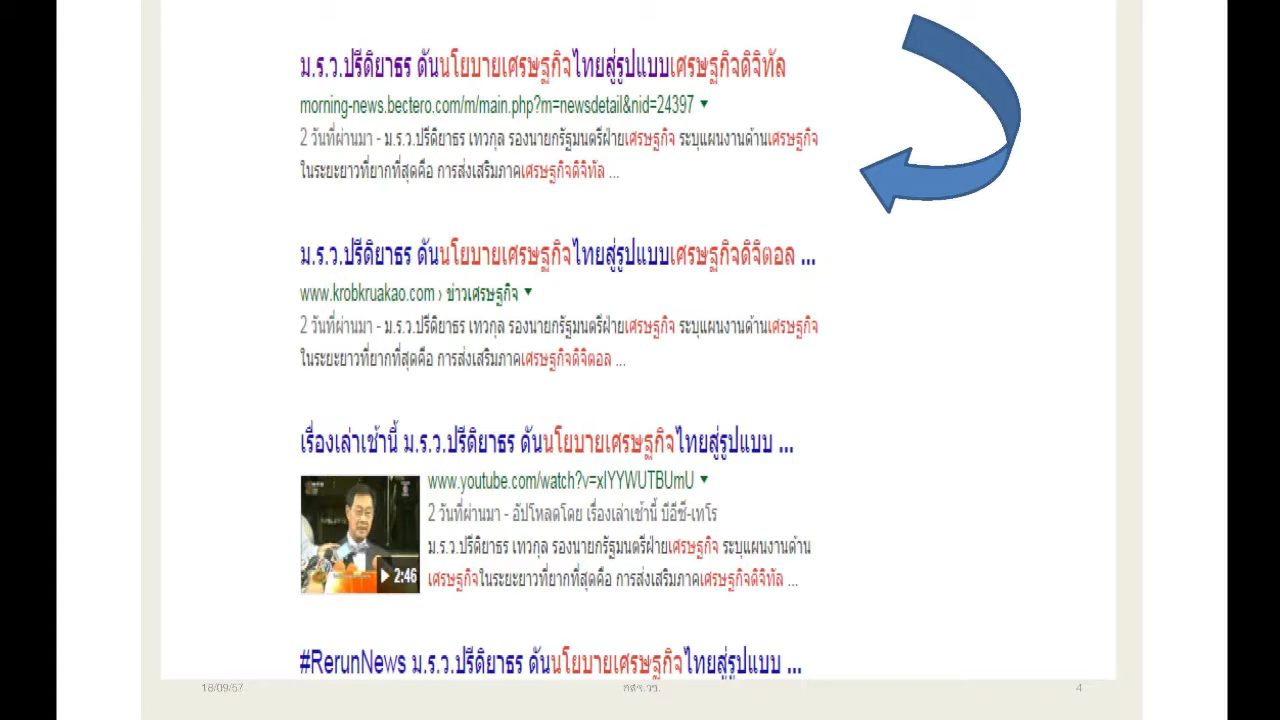 ม.ร.ว.ปรีดิยาธร ดันนโยบายเศรษฐกิจไทยสู่รูปแบบเศรษฐกิจดิจิทัล
morning-news.bectero.com/m/main.php?m=newsdetail&nid=24397
2 วันที่ผ่านมา - ม.ร.ว.ปรีดิยาธร เทวกุล รองนายกรัฐมนตรีฝ่ายเศรษฐกิจ ระบุแผนงานด้านเศรษฐกิจ
ในระยะยาวที่ยากที่สุดคือ การส่งเสริมภาคเศรษฐกิจดิจิทัล ...
ม.ร.ว.ปรีดิยาธร ดันนโยบายเศรษฐกิจไทยสู่รูปแบบเศรษฐกิจดิจิตอล ...
www.krobkruakao.com › ข่าวเศรษฐกิจ
2 วันที่ผ่านมา - ม.ร.ว.ปรีดิยาธร เทวกุล รองนายกรัฐมนตรีฝ่ายเศรษฐกิจ ระบุแผนงานด้านเศรษฐกิจ
ในระยะยาวที่ยากที่สุดคือ การส่งเสริมภาคเศรษฐกิจดิจิตอล ...
เรื่องเล่าเช้านี้ ม.ร.ว.ปรีดิยาธร ดันนโยบายเศรษฐกิจไทยสู่รูปแบบ ...
www.youtube.com/watch?v=xIYYWUTBUmU
2 วันที่ผ่านมา - อัปโหลดโดย เรื่องเล่าเช้านี้ บีอีซี-เทโร
ม.ร.ว.ปรีดิยาธร เทวกุล รองนายกรัฐมนตรีฝ่ายเศรษฐกิจ ระบุแผนงานด้าน
เศรษฐกิจในระยะยาวที่ยากที่สุดคือ การส่งเสริมภาคเศรษฐกิจดิจิทัล ...
2:46
#RerunNews ม.ร.ว.ปรีดิยาธร ดันนโยบายเศรษฐกิจไทยสู่รูปแบบ ...
18/09/57
4